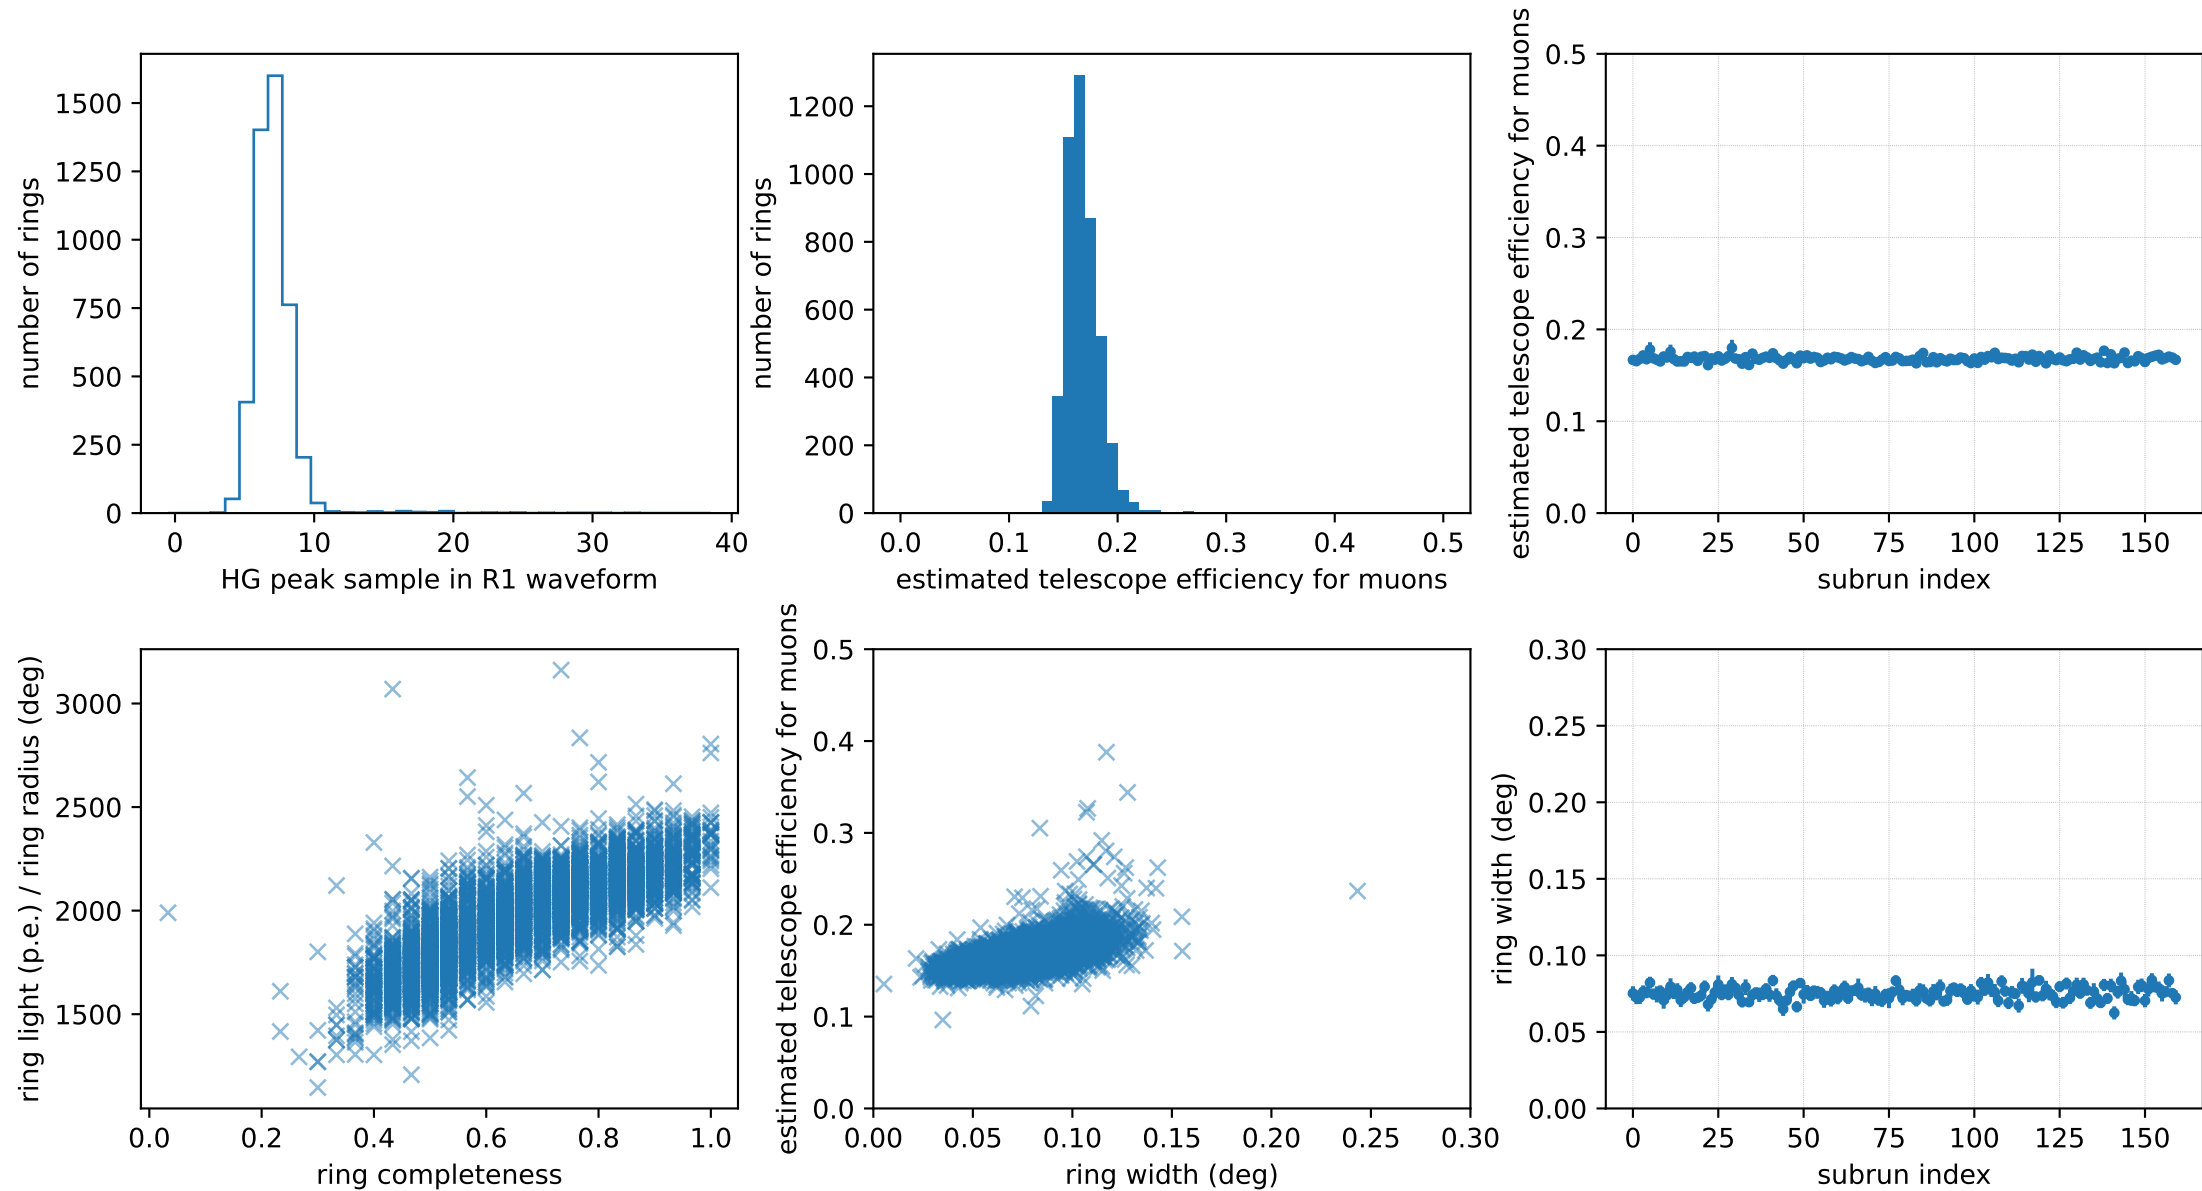 number of rings
1500
1250
1000
750
500
250
0
0 10 20 30 40
HG peak sample in R1 waveform
number of rings
1200
1000
800
600
400
200
0
0.0 0.1 0.2 0.3 0.4 0.5
estimated telescope efficiency for muons
estimated telescope efficiency for muons
0.5
0.4
0.3
0.2
0.1
0.0
0 25 50 75 100 125 150
subrun index
ring light (p.e.) / ring radius (deg)
3000
2500
2000
1500
0.0 0.2 0.4 0.6 0.8 1.0
ring completeness
estimated telescope efficiency for muons
0.5
0.4
0.3
0.2
0.1
0.0
0.00 0.05 0.10 0.15 0.20 0.25 0.30
ring width (deg)
ring width (deg)
0.30
0.25
0.20
0.15
0.10
0.05
0.00
0 25 50 75 100 125 150
subrun index